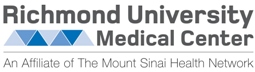 Richmond University
Medical Center
An Affiliate of The Mount Sinai Health Network